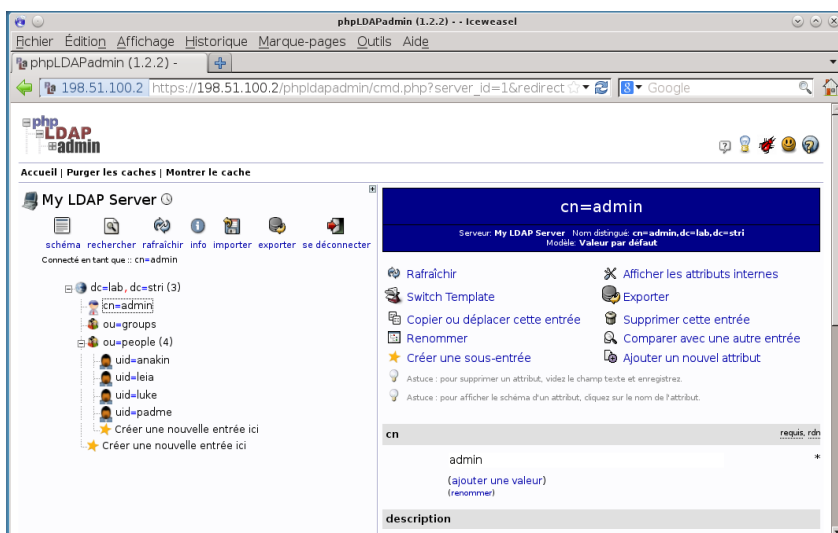 phpLDAPadmin (1.2.2) - - Iceweasel
Fichier Édition Affichage Historique Marque-pages Outils Aide
phpLDAPadmin (1.2.2) -
198.51.100.2 https://198.51.100.2/phpldapadmin/cmd.php?server_id=1&redirect Google
php
LDAP
admin
Accueil | Purger les caches | Montrer le cache
My LDAP Server
schéma rechercher rafraîchir info importer exporter se déconnecter
Connecté en tant que :: cn=admin
dc=lab, dc=stri (3)
cn=admin
ou=groups
ou=people (4)
uid=anakin
uid=leia
uid=luke
uid=padme
Créer une nouvelle entrée ici
Créer une nouvelle entrée ici
cn=admin
Serveur: My LDAP Server Nom distingué: cn=admin,dc=lab,dc=stri
Modèle: Valeur par défaut
Rafraîchir Afficher les attributs internes
Switch Template Exporter
Copier ou déplacer cette entrée Supprimer cette entrée
Renommer Comparer avec une autre entrée
Créer une sous-entrée Ajouter un nouvel attribut
Astuce : pour supprimer un attribut, videz le champ texte et enregistrez.
Astuce : pour afficher le schéma d'un attribut, cliquez sur le nom de l'attribut.
cn requis, rdn
admin *
(ajouter une valeur)
(renommer)
description